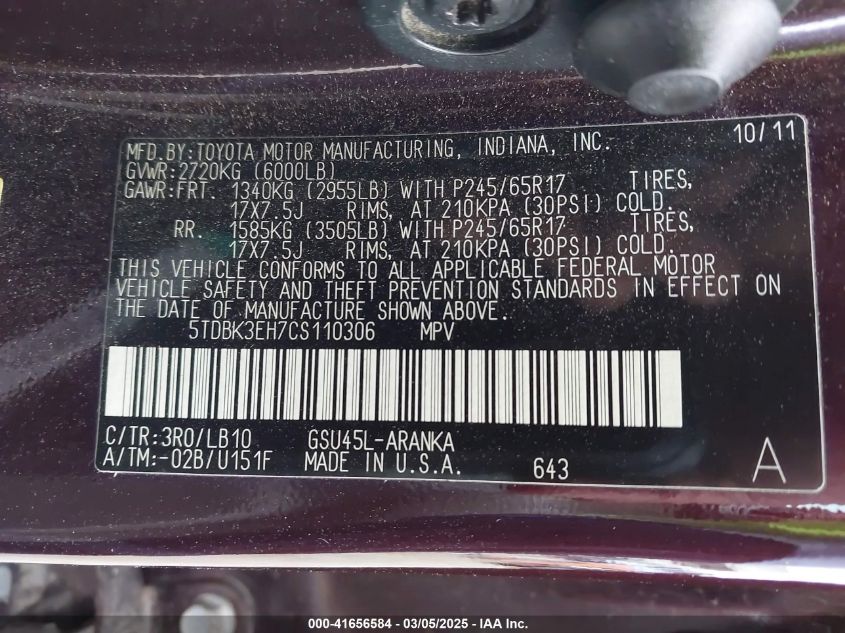 10/11
MFD.BY:TOYOTA MOTOR MANUFACTURING, INDIANA, INC.
GVWR:2720KG (6000LB)
GAWR:FRT. 1340KG (2955LB) WITH P245/65R17 TIRES,
17X7.5J RIMS, AT 210KPA (30PSI) COLD.
RR. 1585KG (3505LB) WITH P245/65R17 TIRES,
17X7.5J RIMS, AT 210KPA (30PSI) COLD.
THIS VEHICLE CONFORMS TO ALL APPLICABLE FEDERAL MOTOR
VEHICLE SAFETY AND THEFT PREVENTION STANDARDS IN EFFECT ON
THE DATE OF MANUFACTURE SHOWN ABOVE.
5TDBK3EH7CS110306 MPV
C/TR:3R0/LB10 GSU45L-ARANKA
A/TM:-02B/U151F MADE IN U.S.A. 643 A
000-41656584 — 03/05/2025 — IAA Inc.